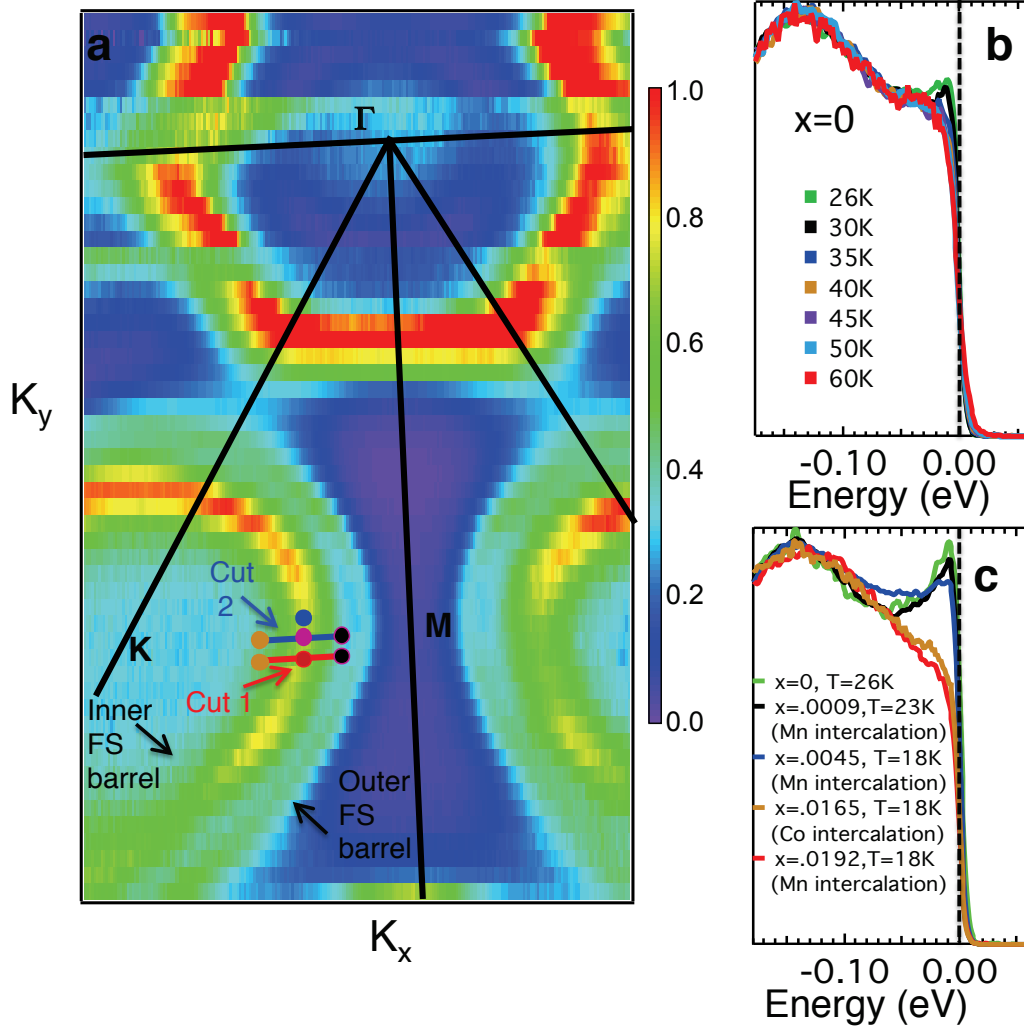 a
Γ
K
M
Cut
2
Cut 1
Inner
FS
barrel
Outer
FS
barrel
Ky
Kx
1.0
0.8
0.6
0.4
0.2
0.0
b
x=0
26K
30K
35K
40K
45K
50K
60K
-0.10
0.00
Energy (eV)
c
x=0, T=26K
x=.0009,T=23K
(Mn intercalation)
x=.0045, T=18K
(Mn intercalation)
x=.0165, T=18K
(Co intercalation)
x=.0192,T=18K
(Mn intercalation)
-0.10
0.00
Energy (eV)